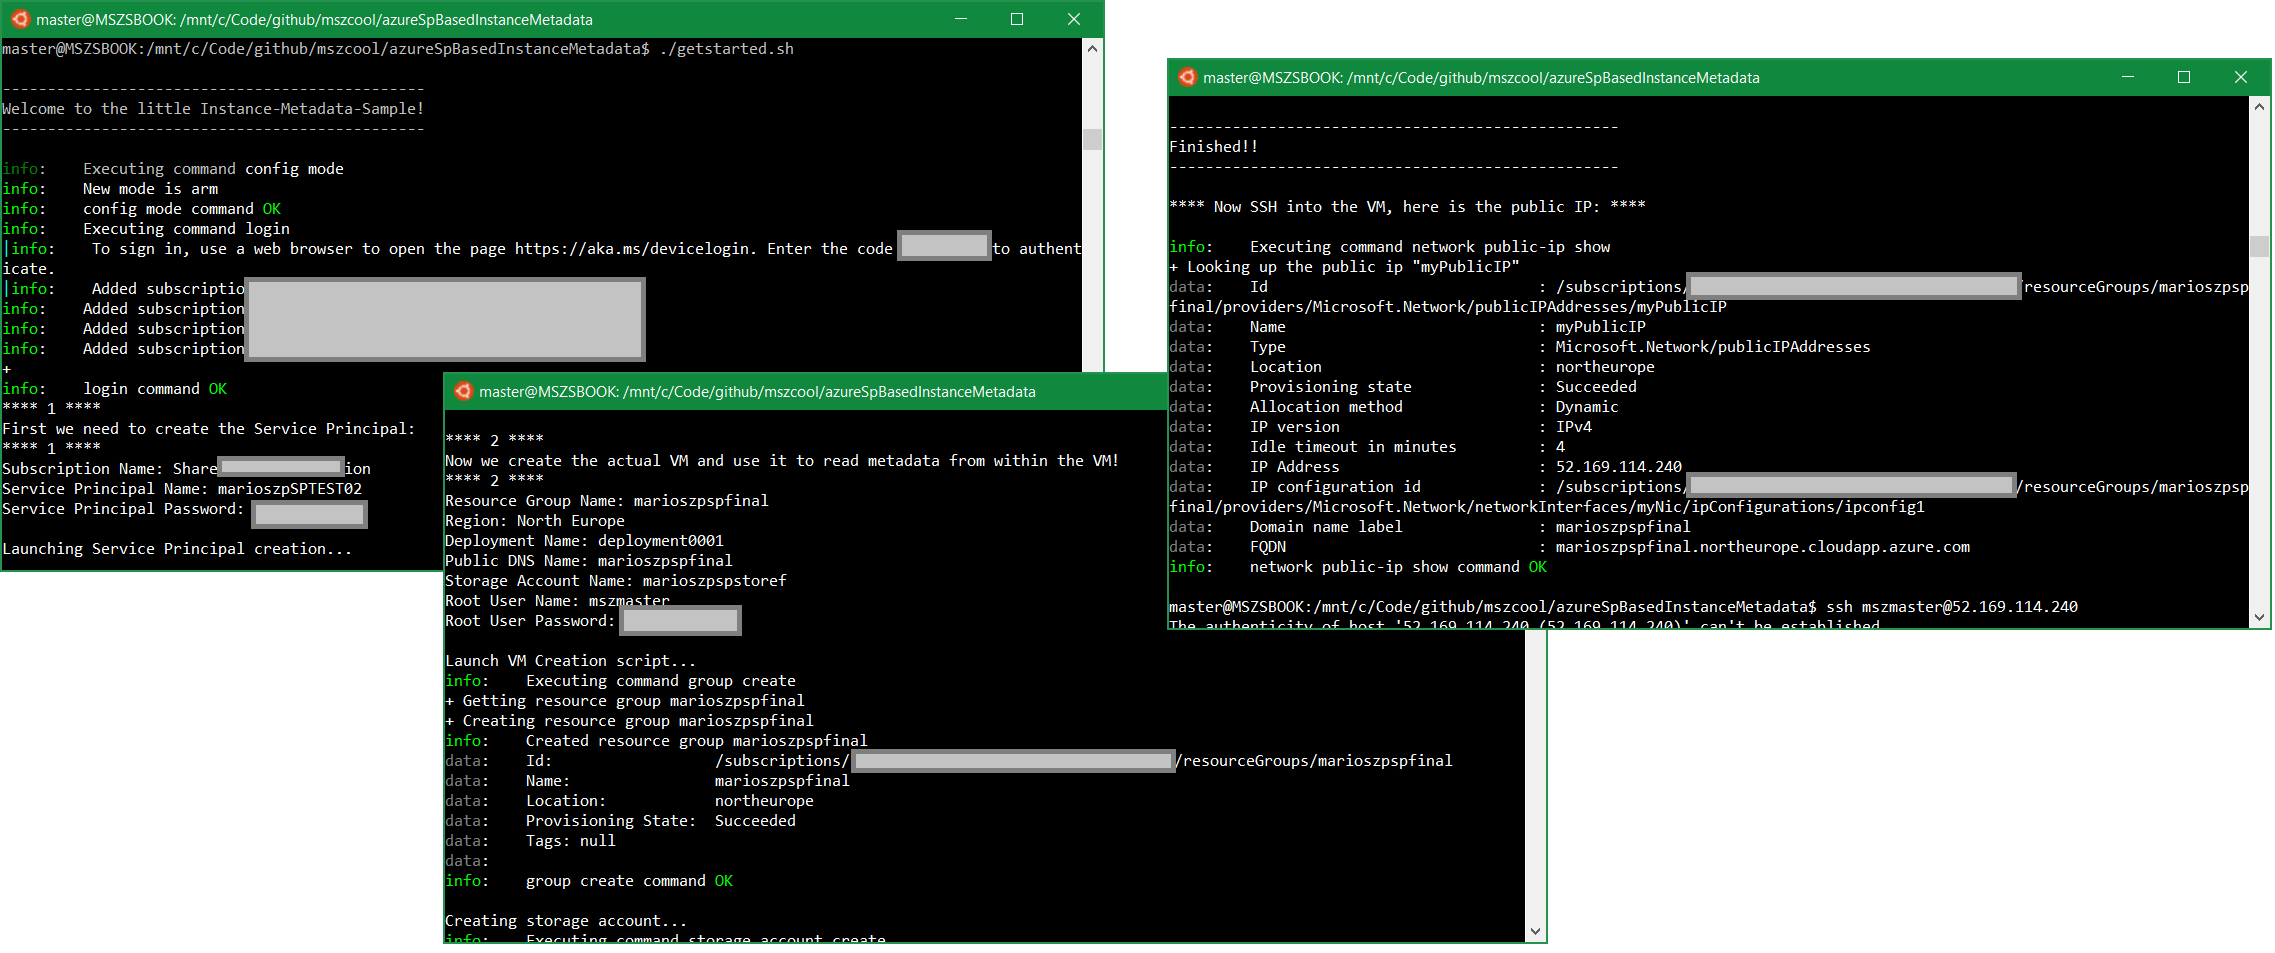 master@MSZSBOOK: /mnt/c/Code/github/mszcool/azureSpBasedInstanceMetadata
master@MSZSBOOK:/mnt/c/Code/github/mszcool/azureSpBasedInstanceMetadata$ ./getstarted.sh
-----------------------------------------------
Welcome to the little Instance-Metadata-Sample!
-----------------------------------------------
info:    Executing command config mode
info:    New mode is arm
info:    config mode command OK
info:    Executing command login
|info:    To sign in, use a web browser to open the page https://aka.ms/devicelogin. Enter the code to authent
icate.
|info:    Added subscriptio
info:    Added subscription
info:    Added subscription
info:    Added subscription
+
info:    login command OK
**** 1 ****
First we need to create the Service Principal:
**** 1 ****
Subscription Name: Share ion
Service Principal Name: marioszpSPTEST02
Service Principal Password:
Launching Service Principal creation...
master@MSZSBOOK: /mnt/c/Code/github/mszcool/azureSpBasedInstanceMetadata
**** 2 ****
Now we create the actual VM and use it to read metadata from within the VM!
**** 2 ****
Resource Group Name: marioszpspfinal
Region: North Europe
Deployment Name: deployment0001
Public DNS Name: marioszpspfinal
Storage Account Name: marioszpspstoref
Root User Name: mszmaster
Root User Password:
Launch VM Creation script...
info:    Executing command group create
+ Getting resource group marioszpspfinal
+ Creating resource group marioszpspfinal
info:    Created resource group marioszpspfinal
data:    Id:                  /subscriptions/ /resourceGroups/marioszpspfinal
data:    Name:                marioszpspfinal
data:    Location:            northeurope
data:    Provisioning State:  Succeeded
data:    Tags: null
data:
info:    group create command OK
Creating storage account...
info:    Executing command storage account create
master@MSZSBOOK: /mnt/c/Code/github/mszcool/azureSpBasedInstanceMetadata
--------------------------------------------------
Finished!!
--------------------------------------------------
**** Now SSH into the VM, here is the public IP: ****
info:    Executing command network public-ip show
+ Looking up the public ip "myPublicIP"
data:    Id                              : /subscriptions/ /resourceGroups/marioszpsp
final/providers/Microsoft.Network/publicIPAddresses/myPublicIP
data:    Name                            : myPublicIP
data:    Type                            : Microsoft.Network/publicIPAddresses
data:    Location                        : northeurope
data:    Provisioning state              : Succeeded
data:    Allocation method               : Dynamic
data:    IP version                      : IPv4
data:    Idle timeout in minutes         : 4
data:    IP Address                      : 52.169.114.240
data:    IP configuration id             : /subscriptions/ /resourceGroups/marioszpsp
final/providers/Microsoft.Network/networkInterfaces/myNic/ipConfigurations/ipconfig1
data:    Domain name label               : marioszpspfinal
data:    FQDN                            : marioszpspfinal.northeurope.cloudapp.azure.com
info:    network public-ip show command OK
master@MSZSBOOK:/mnt/c/Code/github/mszcool/azureSpBasedInstanceMetadata$ ssh mszmaster@52.169.114.240
The authenticity of host '52.169.114.240 (52.169.114.240)' can't be established